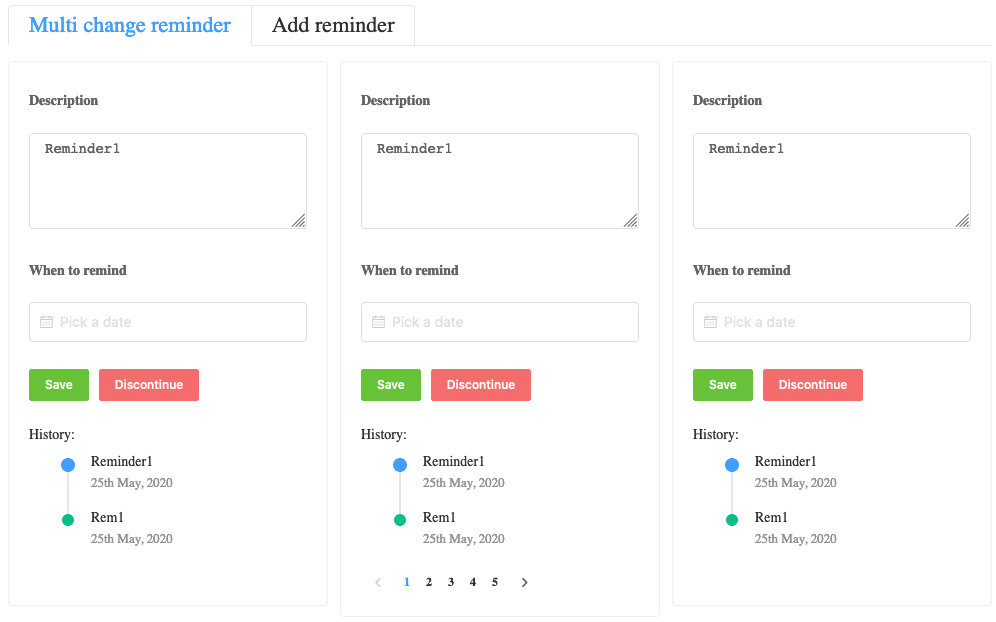 Multi change reminder Add reminder
Description
Reminder1
When to remind
Pick a date
Save Discontinue
History:
Reminder1
25th May, 2020
Rem1
25th May, 2020
Description
Reminder1
When to remind
Pick a date
Save Discontinue
History:
Reminder1
25th May, 2020
Rem1
25th May, 2020
1 2 3 4 5
Description
Reminder1
When to remind
Pick a date
Save Discontinue
History:
Reminder1
25th May, 2020
Rem1
25th May, 2020